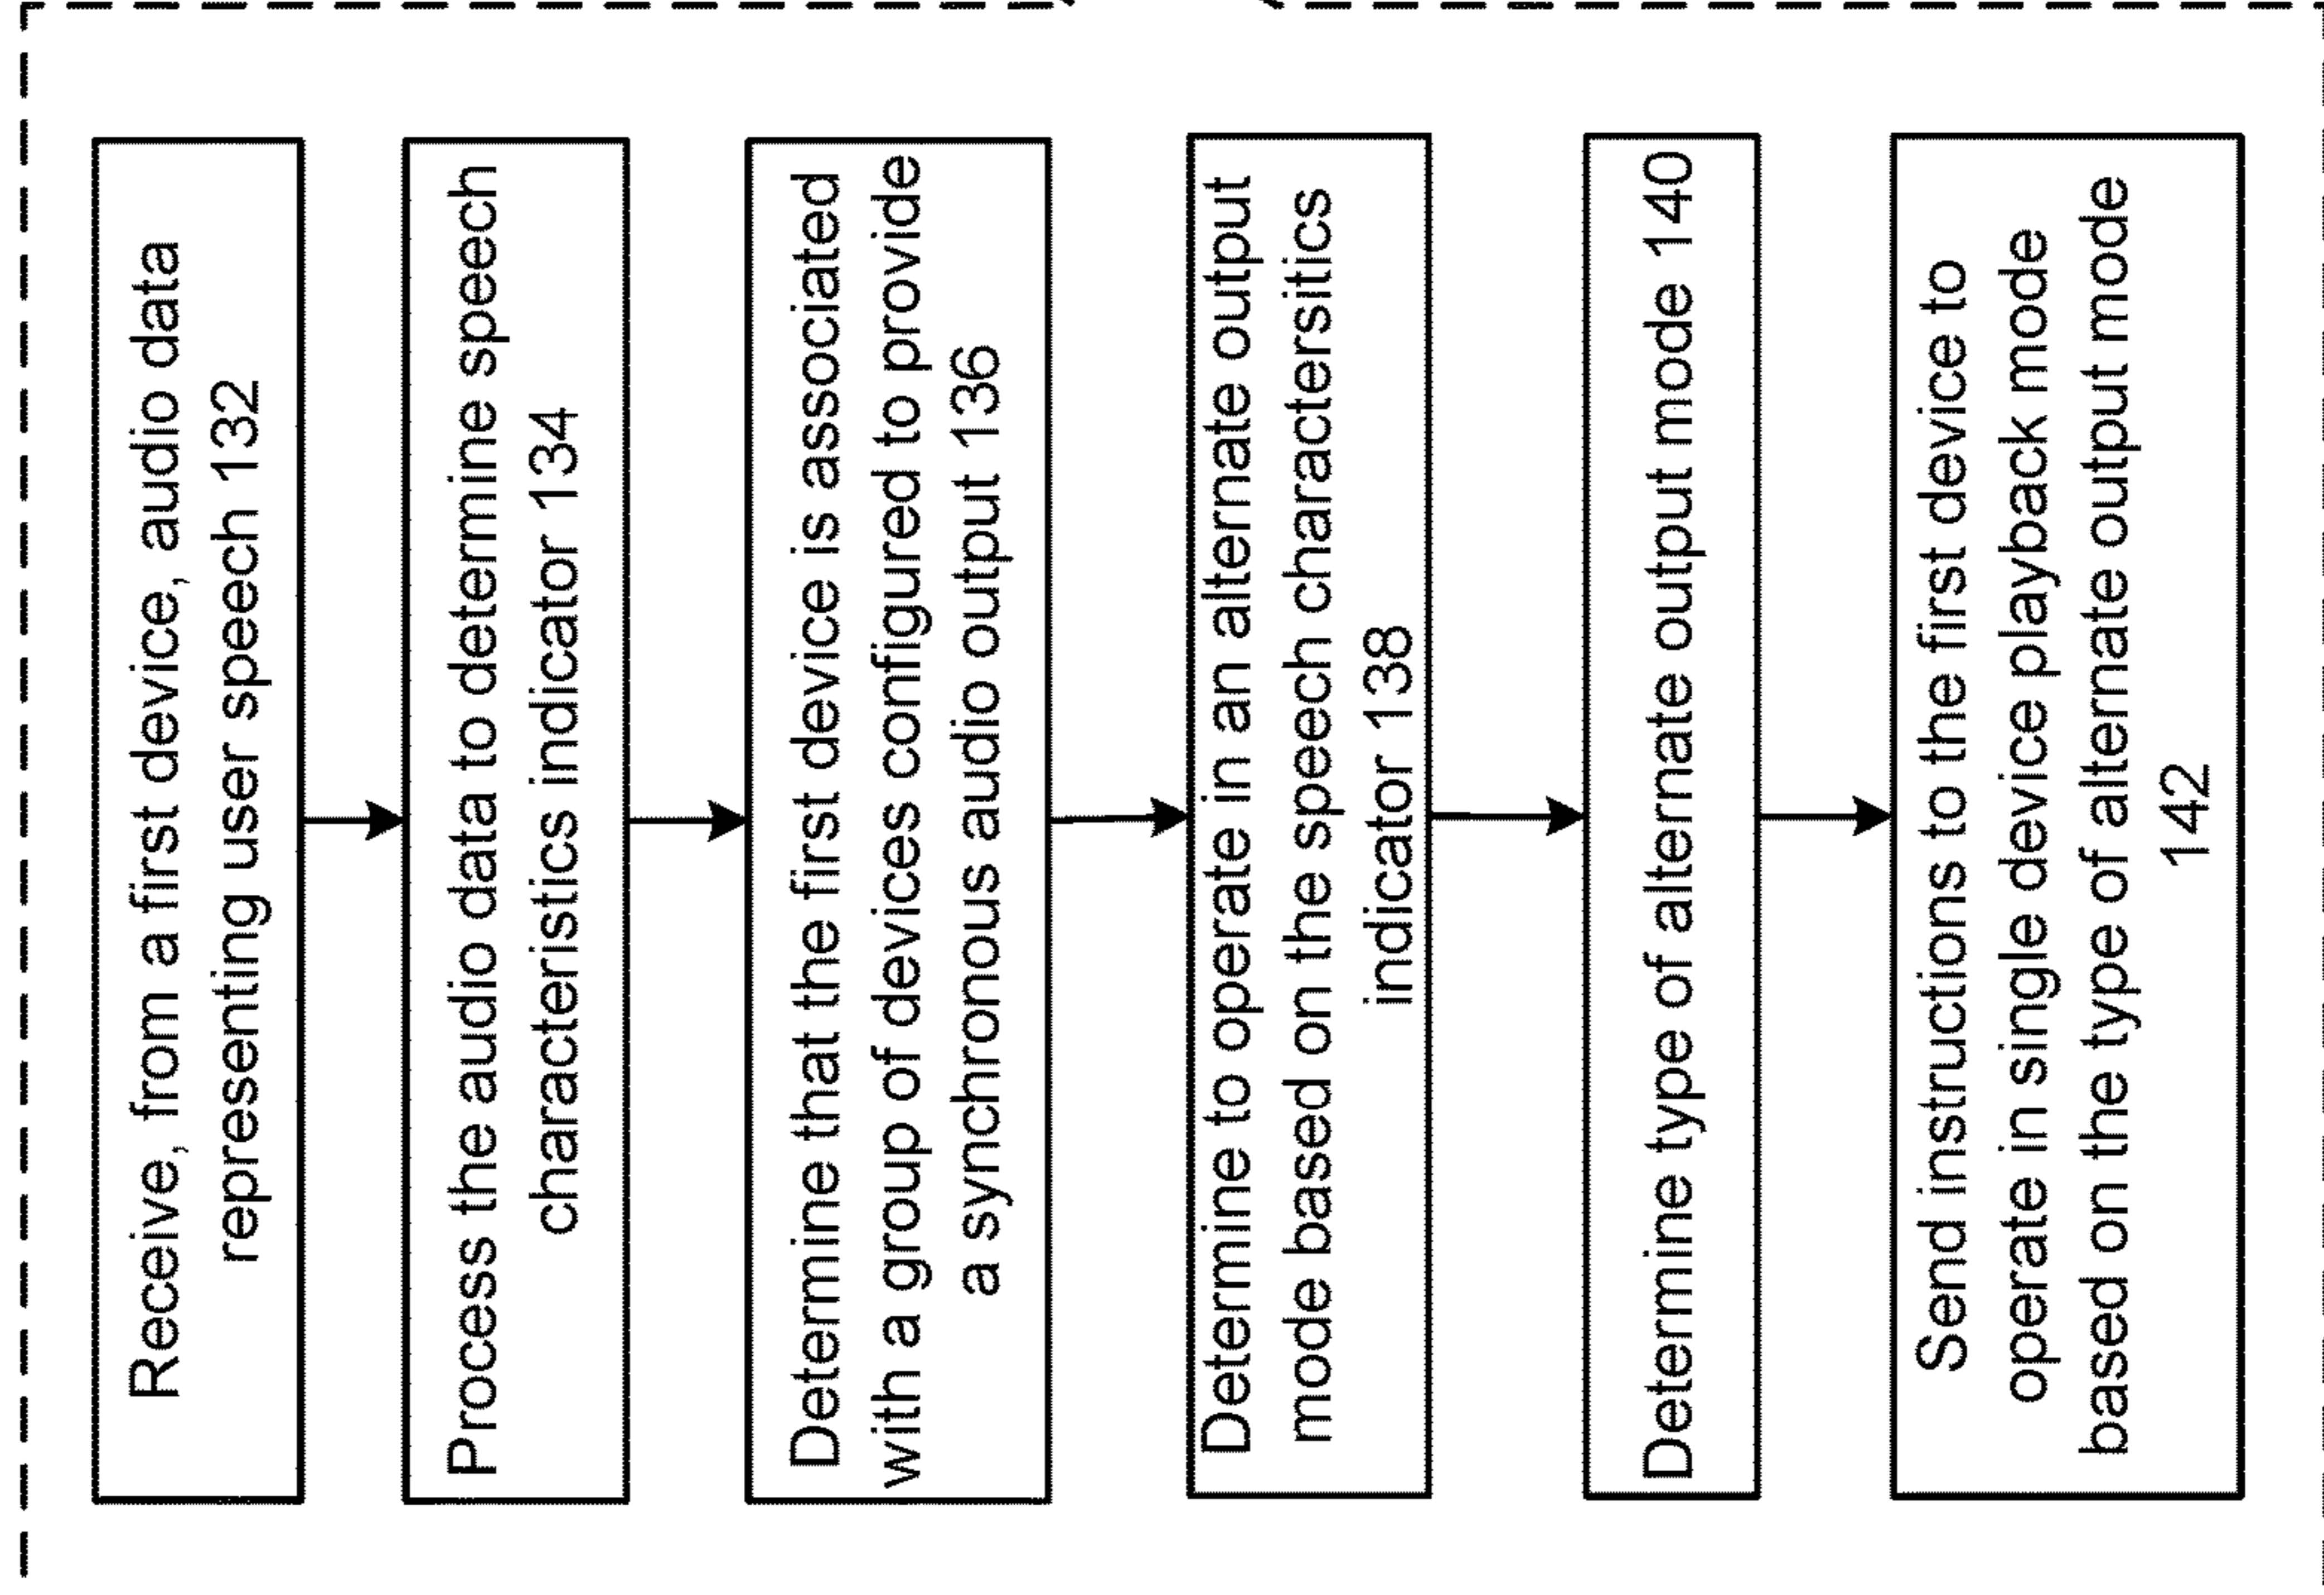 Receive, from a first device, audio data
representing user speech 132
Process the audio data to determine speech
characteristics indicator 134
Determine that the first device is associated
with a group of devices configured to provide
a synchronous audio output 136
Determine to operate in an alternate output
mode based on the speech charactersitics
indicator 138
Determine type of alternate output mode 140
Send instructions to the first device to
operate in single device playback mode
based on the type of alternate output mode
142